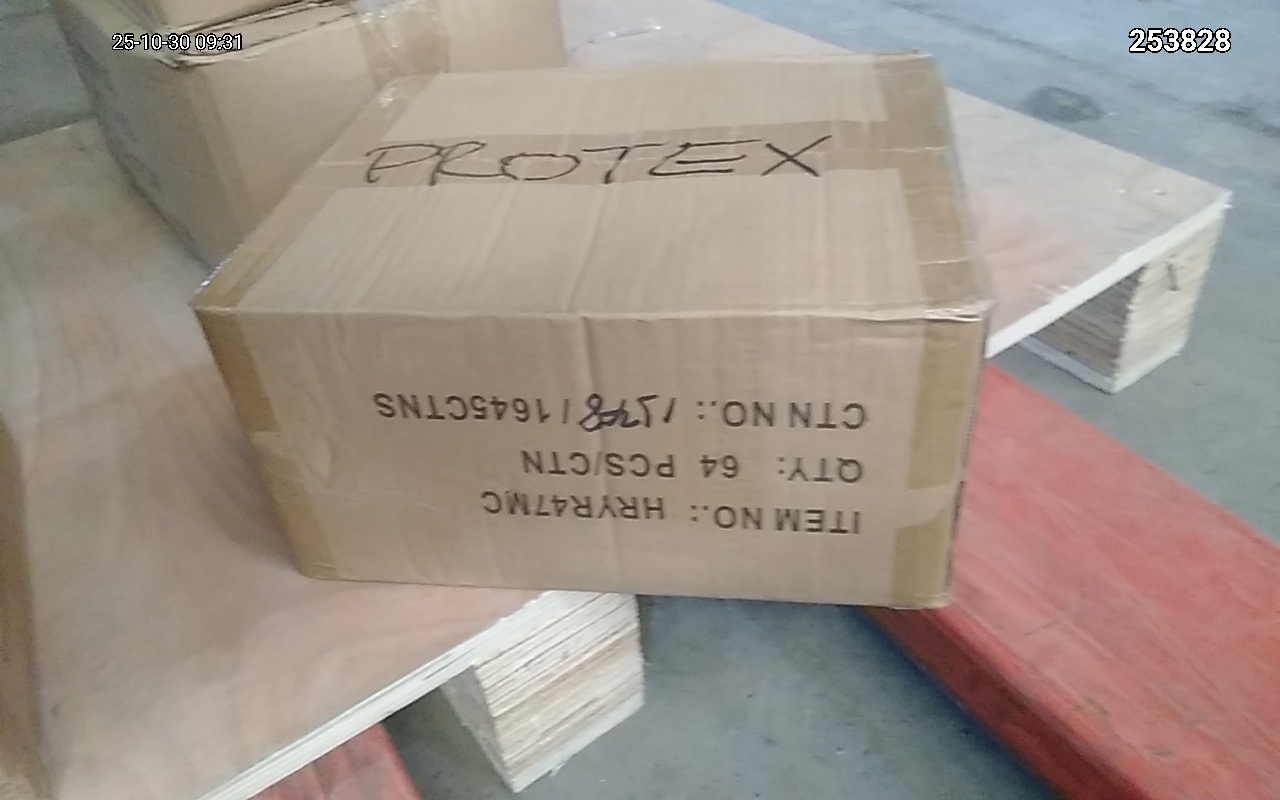 25-10-30 09:31
253828
PROTEX
ITEM NO.: HRYR47MC
QTY: 64 PCS/CTN
CTN NO.: / 1645CTNS